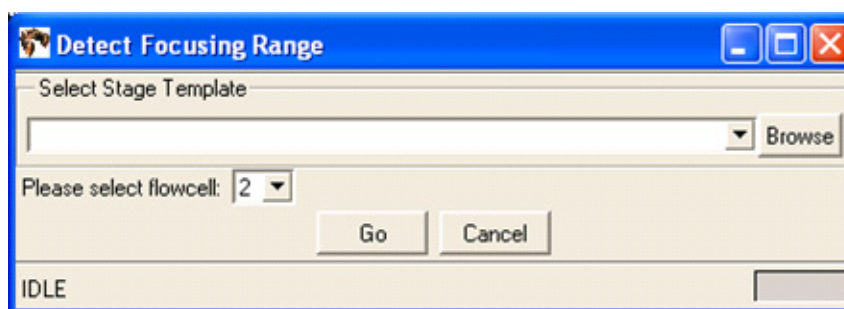 Detect Focusing Range
Select Stage Template
Browse
Please select flowcell: 2
Go Cancel
IDLE